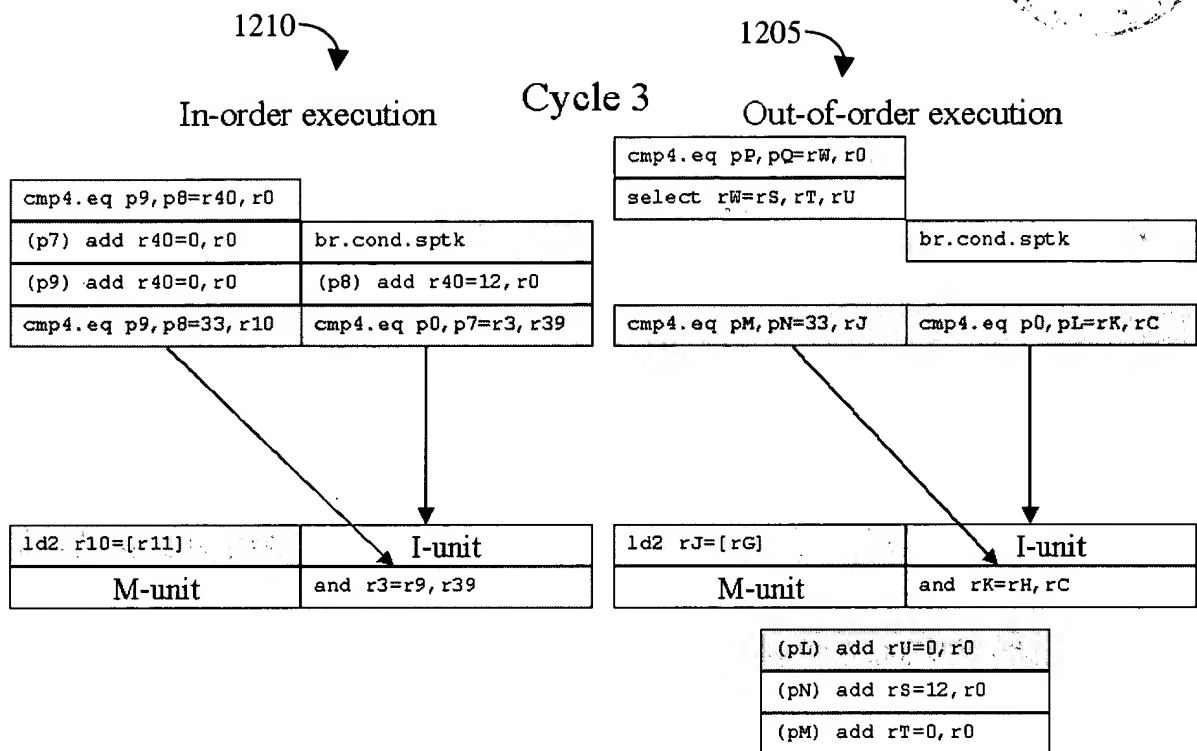 1210
1205
Cycle 3
In-order execution
Out-of-order execution
cmp4.eq p9,p8=r40,r0
(p7) add r40=0,r0
br.cond.sptk
(p9) add r40=0,r0
(p8) add r40=12,r0
cmp4.eq p9,p8=33,r10
cmp4.eq p0,p7=r3,r39
ld2 r10=[r11]
I-unit
M-unit
and r3=r9,r39
cmp4.eq pP,pQ=rW,r0
select rW=rS,rT,rU
br.cond.sptk
cmp4.eq pM,pN=33,rJ
cmp4.eq p0,pL=rK,rC
ld2 rJ=[rG]
I-unit
M-unit
and rK=rH,rC
(pL) add rU=0,r0
(pN) add rS=12,r0
(pM) add rT=0,r0